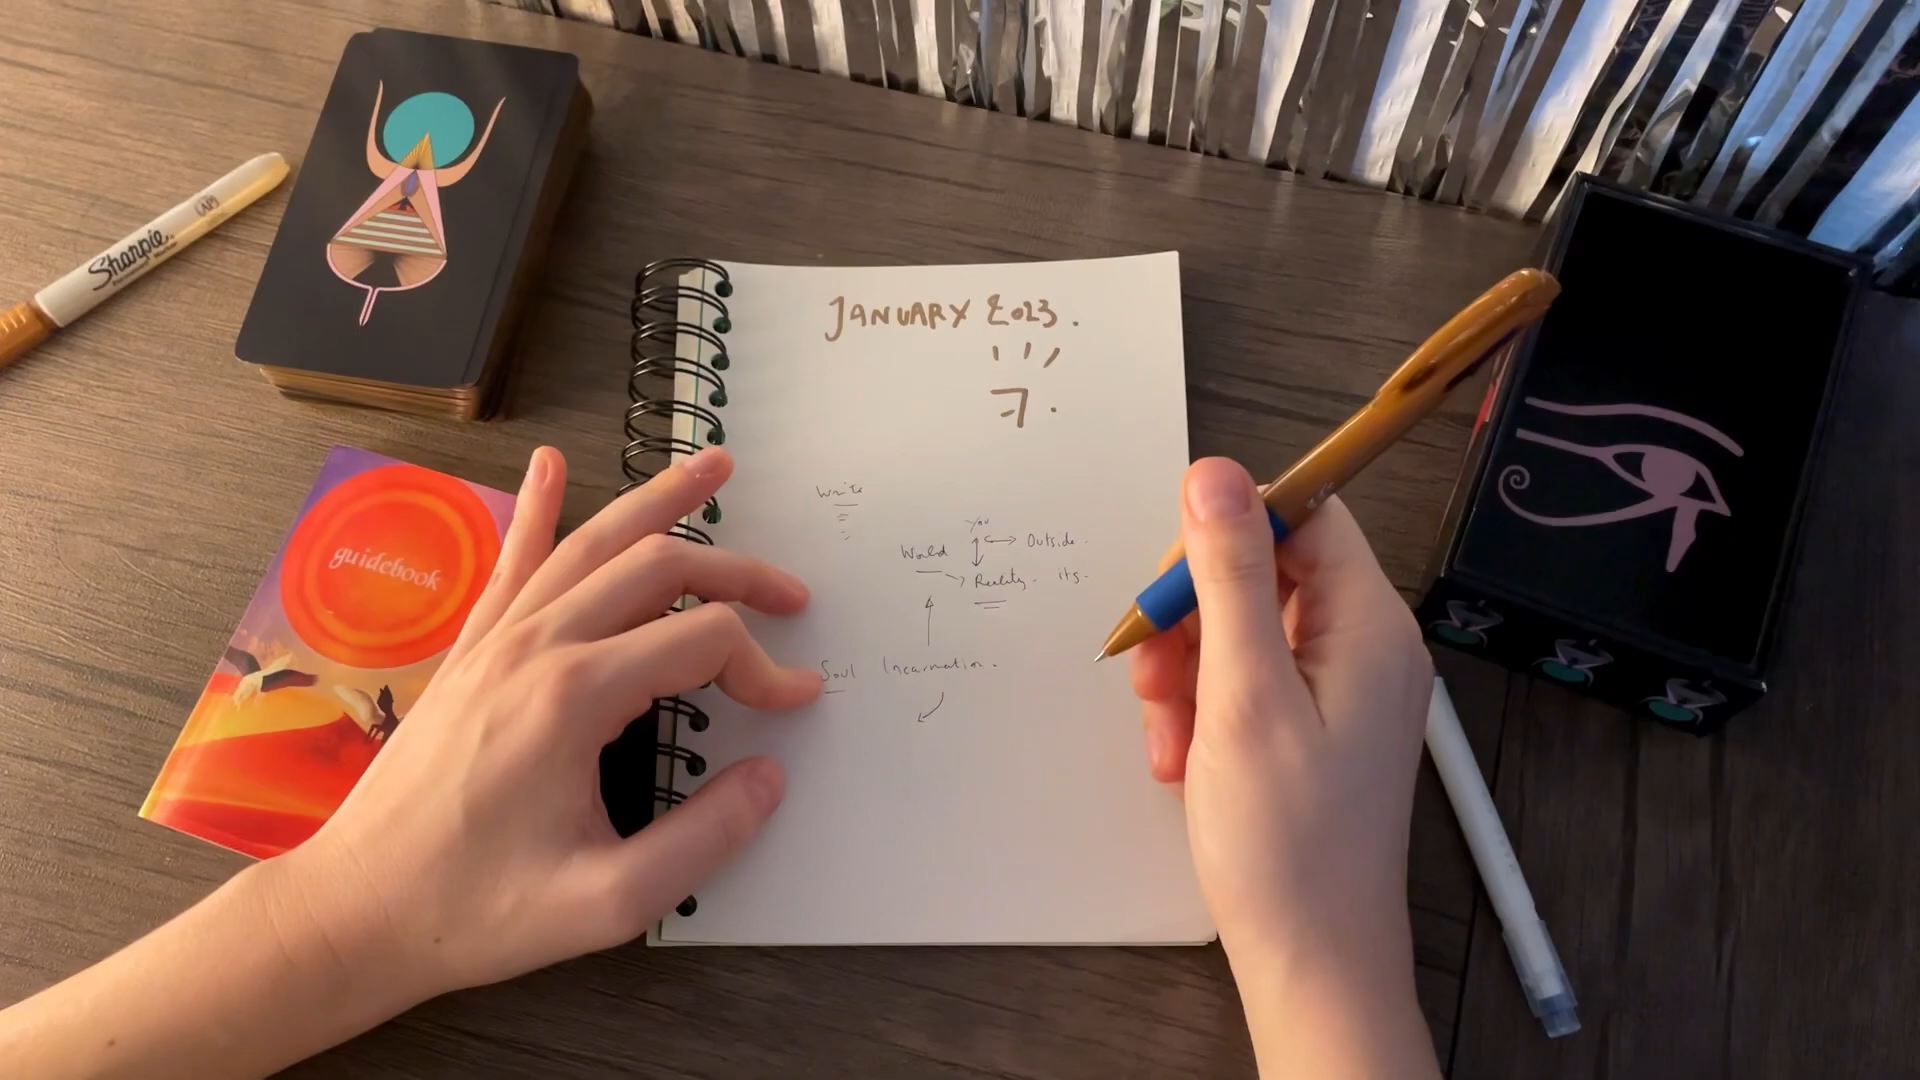 JANUARY 2023.
7.
Write
You
World
Outside.
Reality. its.
Soul Incarnation.
guidebook
Sharpie